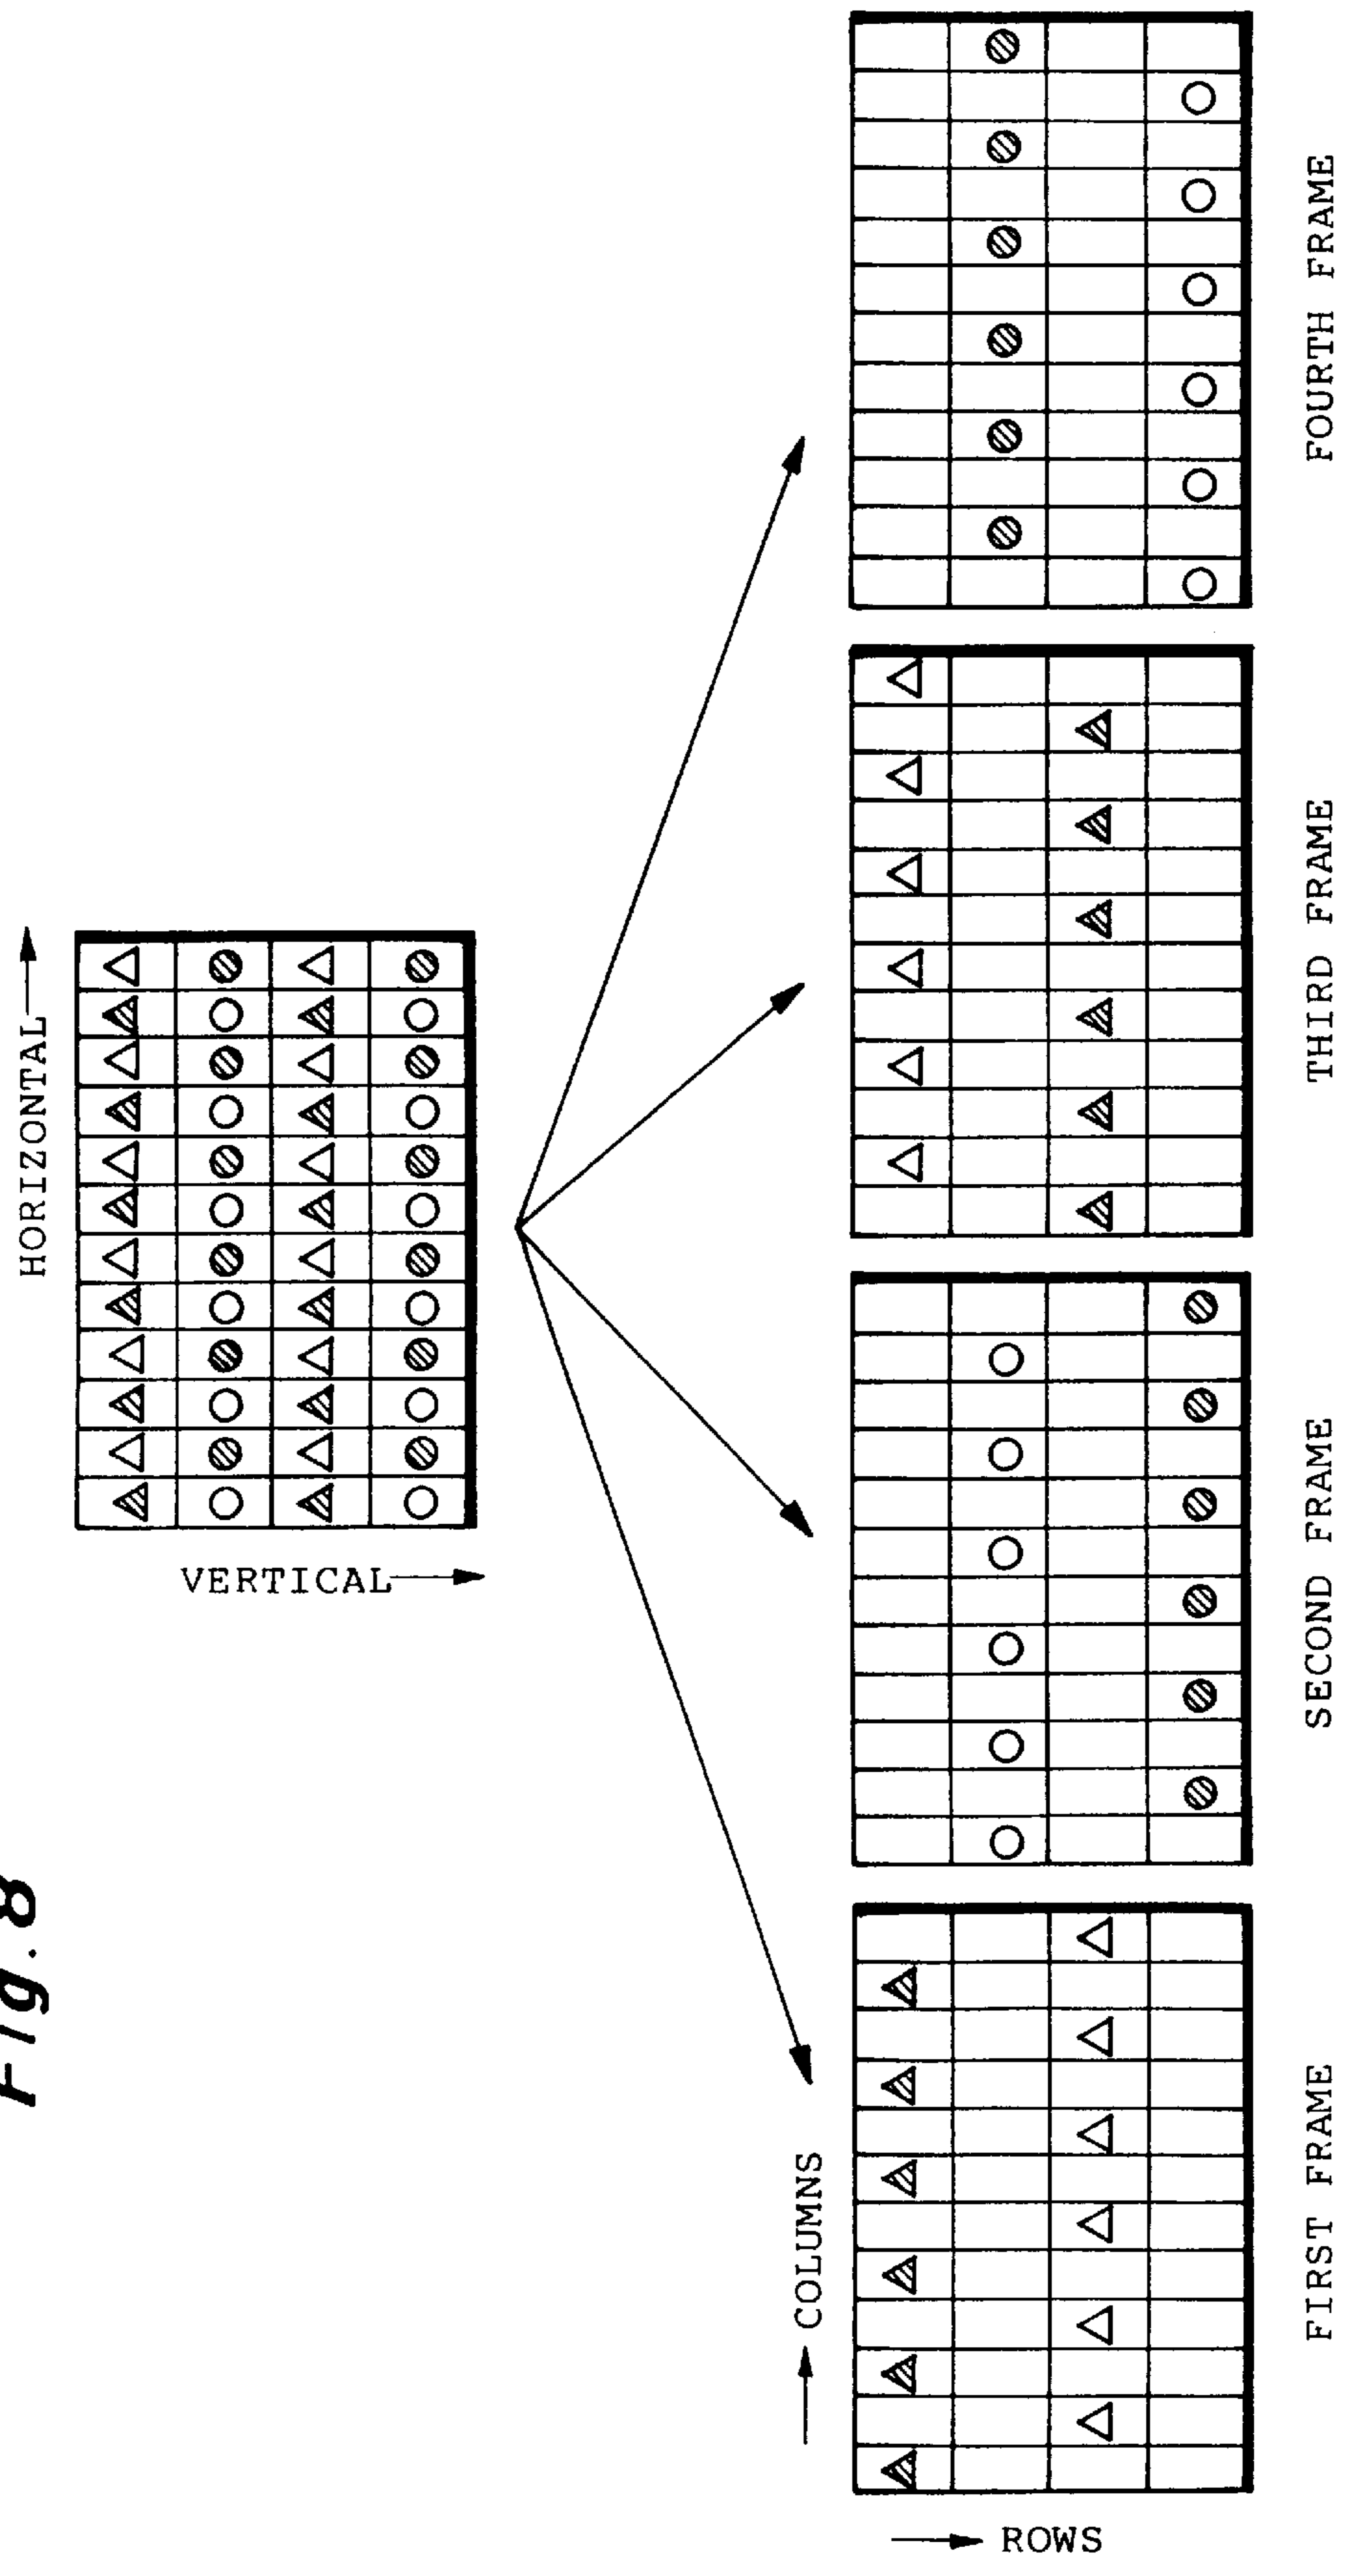 Fig. 8
HORIZONTAL
VERTICAL
COLUMNS
ROWS
FIRST FRAME
SECOND FRAME
THIRD FRAME
FOURTH FRAME